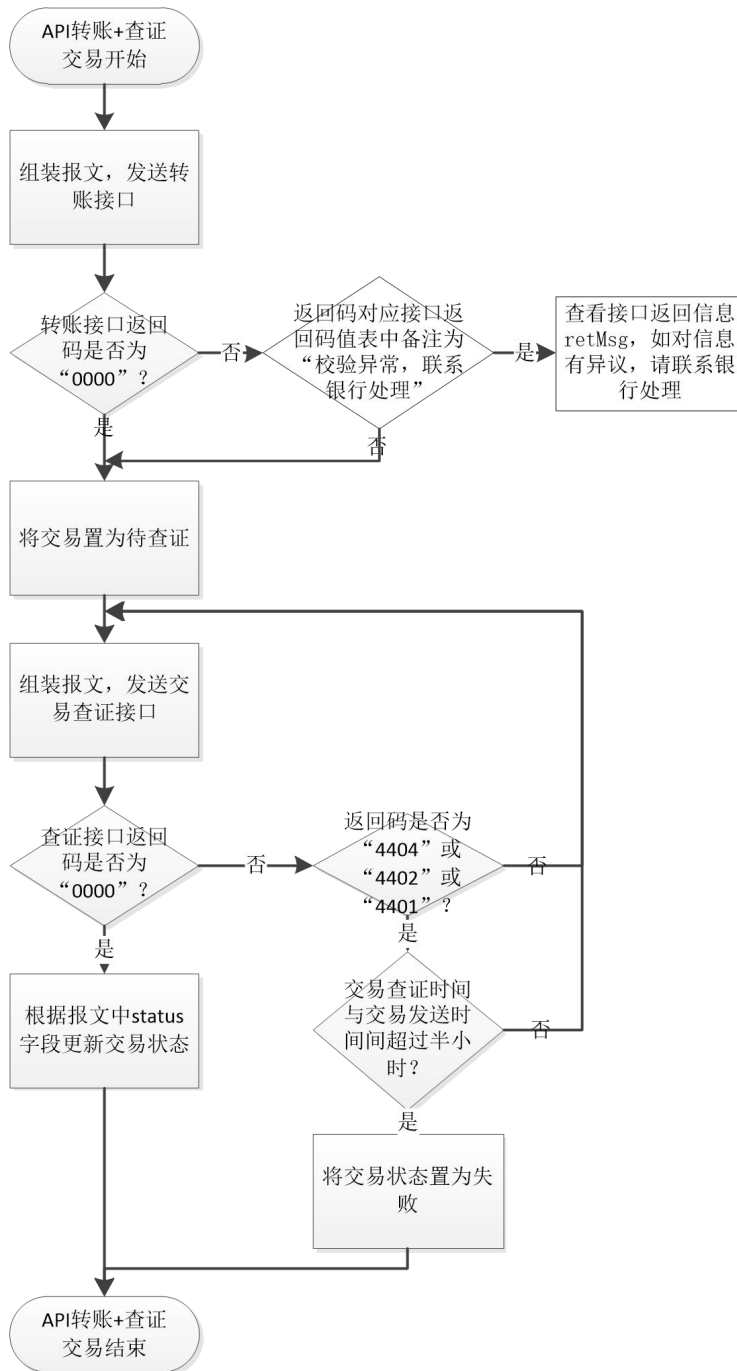 API转账+查证
交易开始
组装报文，发送转
账接口
转账接口返回
码是否为
“0000”？
否
返回码对应接口返
回码值表中备注为
“校验异常，联系
银行处理”
是
查看接口返回信息
retMsg，如对信息
有异议，请联系银
行处理
是
否
将交易置为待查证
组装报文，发送交
易查证接口
查证接口返回
码是否为
“0000”？
否
返回码是否为
“4404”或
“4402”或
“4401”？
否
是
是
根据报文中status
字段更新交易状态
交易查证时间
与交易发送时
间间超过半小
时？
否
是
将交易状态置为失
败
API转账+查证
交易结束